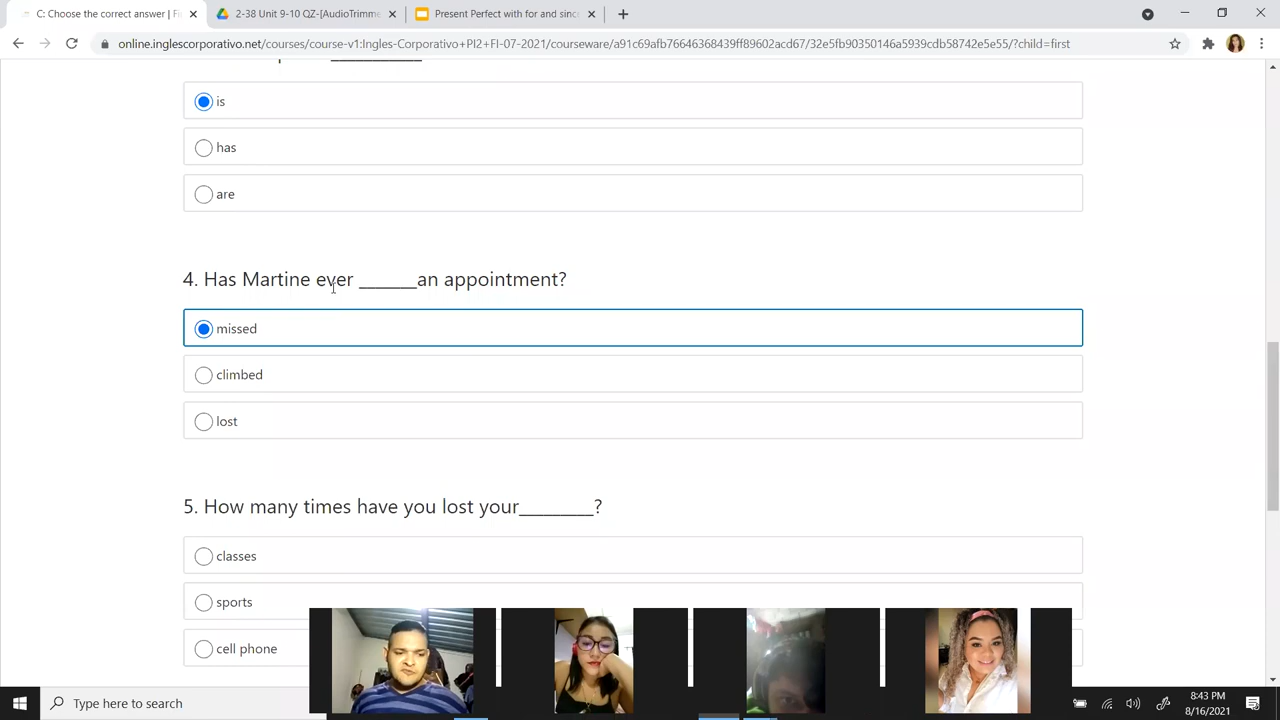 C: Choose the correct answer | Fi
2-38 Unit 9-10 QZ-[AudioTrimme
Present Perfect with for and sinc
online.inglescorporativo.net/courses/course-v1:Ingles-Corporativo+PI2+FI-07-2021/courseware/a91c69afb76646368439ff89602acd67/32e5fb90350146a5939cdb58742e5e55/?child=first
is
has
are
4. Has Martine ever ______an appointment?
missed
climbed
lost
5. How many times have you lost your________?
classes
sports
cell phone
Type here to search
8:43 PM
8/16/2021